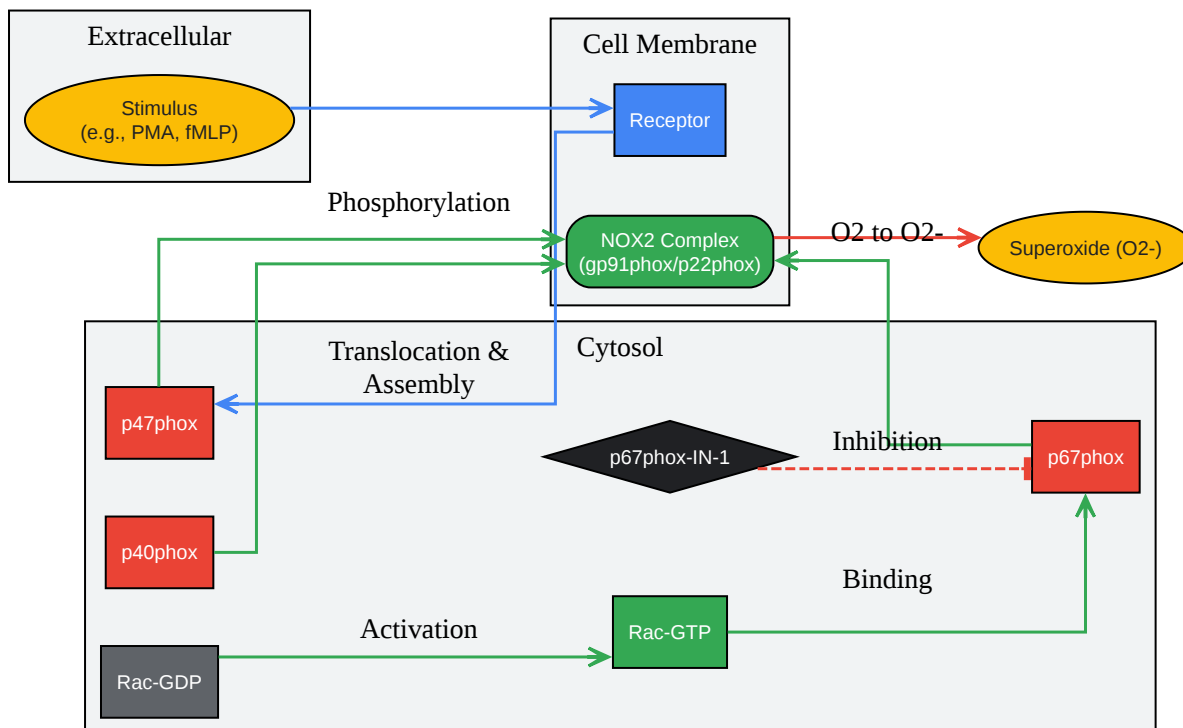 Extracellular
Stimulus
(e.g., PMA, fMLP)
Cell Membrane
Receptor
Phosphorylation
NOX2 Complex
(gp91phox/p22phox)
O2 to O2-
Superoxide (O2-)
Cytosol
Translocation &
Assembly
p47phox
p67phox-IN-1
Inhibition
p67phox
p40phox
Binding
Activation
Rac-GTP
Rac-GDP